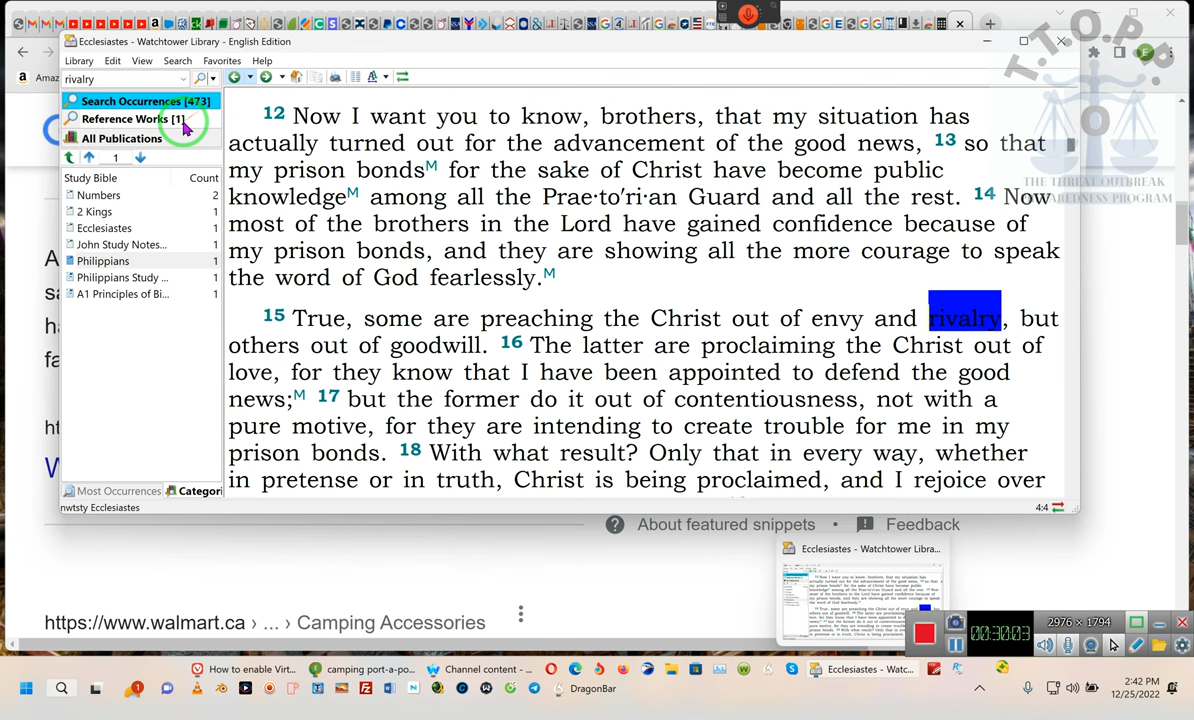 T.T.O.P.P.
O
THE THREAT OUTBREAK
PREPAREDNESS PROGRAM
Ecclesiastes - Watchtower Library - English Edition
Library Edit View Search Favorites Help
rivalry
Amaz
Search Occurrences [473]
Reference Works [1]
All Publications
1
Study Bible Count
Numbers 2
2 Kings 1
Ecclesiastes 1
John Study Notes... 1
Philippians 1
Philippians Study ... 1
A1 Principles of Bi... 1
Most Occurrences Categori
nwtsty Ecclesiastes
4:4
12 Now I want you to know, brothers, that my situation has
actually turned out for the advancement of the good news, 13 so that
my prison bondsM for the sake of Christ have become public
knowledgeM among all the Prae·to′ri·an Guard and all the rest. 14 Now
most of the brothers in the Lord have gained confidence because of
my prison bonds, and they are showing all the more courage to speak
the word of God fearlessly.M
15 True, some are preaching the Christ out of envy and rivalry, but
others out of goodwill. 16 The latter are proclaiming the Christ out of
love, for they know that I have been appointed to defend the good
news;M 17 but the former do it out of contentiousness, not with a
pure motive, for they are intending to create trouble for me in my
prison bonds. 18 With what result? Only that in every way, whether
in pretense or in truth, Christ is being proclaimed, and I rejoice over
About featured snippets • Feedback
Ecclesiastes - Watchtower Libra...
https://www.walmart.ca › ... › Camping Accessories
00:30:03
2976 x 1794
How to enable Virt...
camping port-a-po...
Channel content - ...
Ecclesiastes - Watc...
DragonBar
2:42 PM
12/25/2022